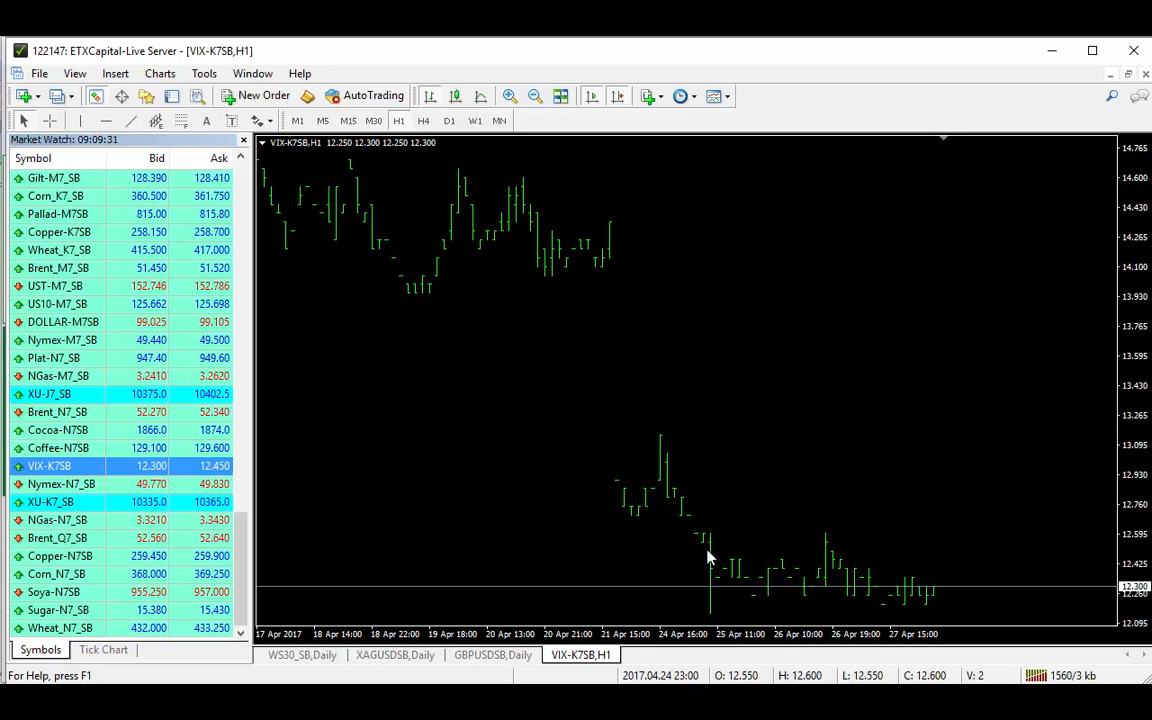 122147: ETXCapital-Live Server - [VIX-K7SB,H1]
File View Insert Charts Tools Window Help
New Order AutoTrading
A T M1 M5 M15 M30 H1 H4 D1 W1 MN
Market Watch: 09:09:31
Symbol Bid Ask
Gilt-M7_SB 128.390 128.410
Corn_K7_SB 360.500 361.750
Pallad-M7SB 815.00 815.80
Copper-K7SB 258.150 258.700
Wheat_K7_SB 415.500 417.000
Brent_M7_SB 51.450 51.520
UST-M7_SB 152.746 152.786
US10-M7_SB 125.662 125.698
DOLLAR-M7SB 99.025 99.105
Nymex-M7_SB 49.440 49.500
Plat-N7_SB 947.40 949.60
NGas-M7_SB 3.2410 3.2620
XU-J7_SB 10375.0 10402.5
Brent_N7_SB 52.270 52.340
Cocoa-N7SB 1866.0 1874.0
Coffee-N7SB 129.100 129.600
VIX-K7SB 12.300 12.450
Nymex-N7_SB 49.770 49.830
XU-K7_SB 10335.0 10365.0
NGas-N7_SB 3.3210 3.3430
Brent_Q7_SB 52.560 52.640
Copper-N7SB 259.450 259.900
Corn_N7_SB 368.000 369.250
Soya-N7SB 955.250 957.000
Sugar-N7SB 15.380 15.430
Wheat_N7SB 432.000 433.250
Symbols Tick Chart
VIX-K7SB,H1 12.250 12.300 12.250 12.300
14.765
14.600
14.430
14.265
14.100
13.930
13.765
13.595
13.430
13.265
13.095
12.930
12.760
12.595
12.425
12.300
12.260
12.095
17 Apr 2017 18 Apr 14:00 18 Apr 22:00 19 Apr 18:00 20 Apr 13:00 20 Apr 21:00 21 Apr 15:00 24 Apr 16:00 25 Apr 11:00 26 Apr 10:00 26 Apr 19:00 27 Apr 15:00
WS30_SB,Daily XAGUSDSB,Daily GBPUSDSB,Daily VIX-K7SB,H1
For Help, press F1 2017.04.24 23:00 O: 12.550 H: 12.600 L: 12.550 C: 12.600 V: 2 1560/3 kb